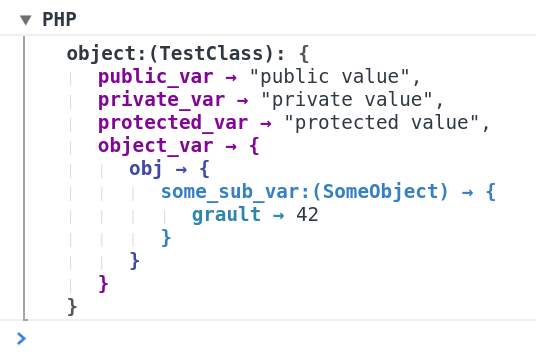 ▼ PHP
object:(TestClass): {
public_var → "public value",
private_var → "private value",
protected_var → "protected value",
object_var → {
obj → {
some_sub_var:(SomeObject) → {
grault → 42
}
}
}
}
>